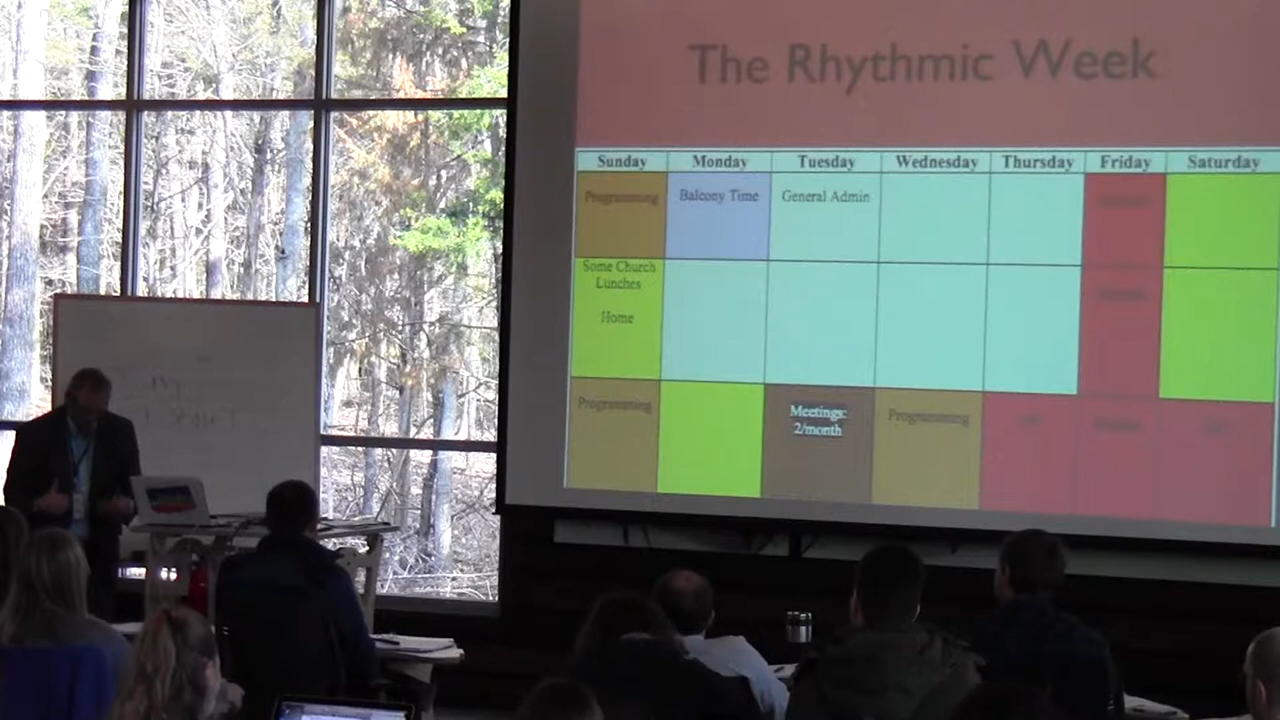 The Rhythmic Week
Sunday Monday Tuesday Wednesday Thursday Friday Saturday
Programming Balcony Time General Admin
Some Church
Lunches
Home
Programming Meetings: Programming
2/month